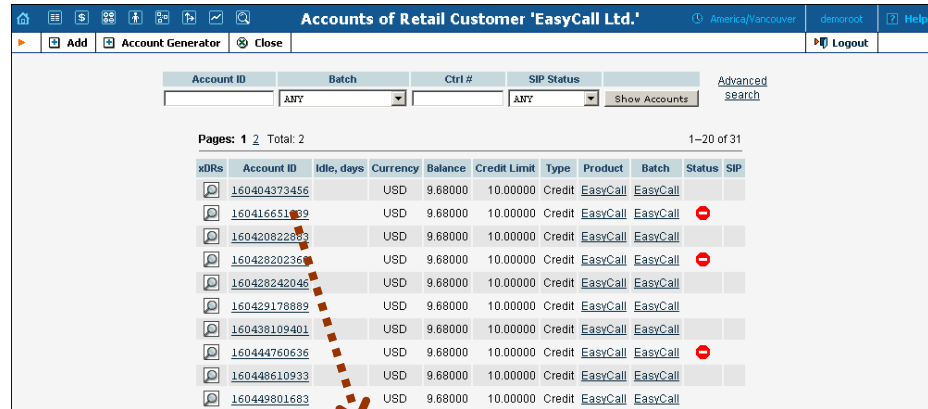 Accounts of Retail Customer 'EasyCall Ltd.' America/Vancouver demoroot Help
Add Account Generator Close Logout
Account ID Batch Ctrl # SIP Status Advanced search
ANY ANY Show Accounts
Pages: 1 2 Total: 2 1–20 of 31
xDRs Account ID Idle, days Currency Balance Credit Limit Type Product Batch Status SIP
160404373456 USD 9.68000 10.00000 Credit EasyCall EasyCall
USD 9.68000 10.00000 Credit EasyCall EasyCall
160420822883 USD 9.68000 10.00000 Credit EasyCall EasyCall
USD 9.68000 10.00000 Credit EasyCall EasyCall
160428242046 USD 9.68000 10.00000 Credit EasyCall EasyCall
160429178889 USD 9.68000 10.00000 Credit EasyCall EasyCall
160438109401 USD 9.68000 10.00000 Credit EasyCall EasyCall
160444760636 USD 9.68000 10.00000 Credit EasyCall EasyCall
160448610933 USD 9.68000 10.00000 Credit EasyCall EasyCall
160449801683 USD 9.68000 10.00000 Credit EasyCall EasyCall